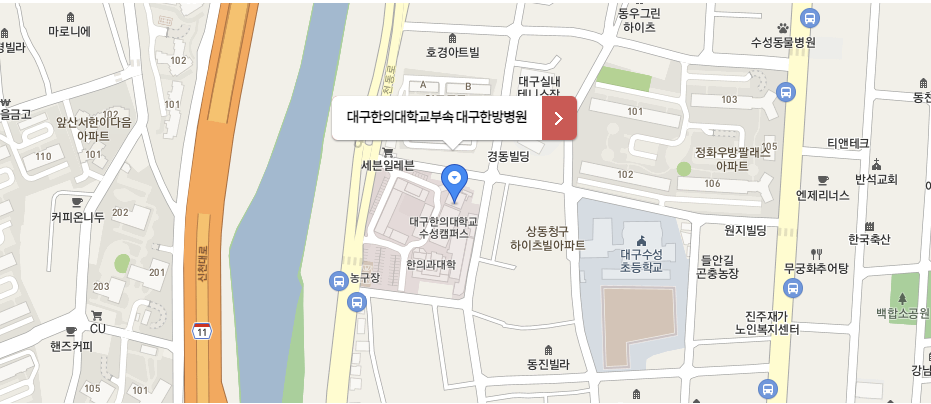 마로니에
102
101
앞산서한이다음
아파트
102
101
110
105
커피온니두
202
203
201
CU
핸즈커피
105
101
102
신천대로
11
호경아트빌
A
B
대구실내
대구한의대학교부속 대구한방병원
세븐일레븐
경동빌딩
대구한의대학교
수성캠퍼스
한의과대학
농구장
상동청구
하이츠빌아파트
동진빌라
동우그린
하이츠
수성동물병원
101
103
105
정화우방팔레스
아파트
102
106
대구수성
초등학교
원지빌딩
들안길
곤충농장
진주재가
노인복지센터
티앤테크
반석교회
엔제리너스
한국축산
무궁화추어탕
백합소공원